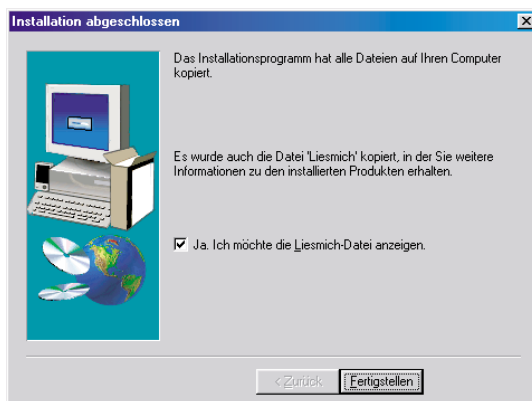 Installation abgeschlossen
Das Installationsprogramm hat alle Dateien auf Ihren Computer
kopiert.
Es wurde auch die Datei 'Liesmich' kopiert, in der Sie weitere
Informationen zu den installierten Produkten erhalten.
Ja. Ich möchte die Liesmich-Datei anzeigen.
< Zurück
Fertigstellen